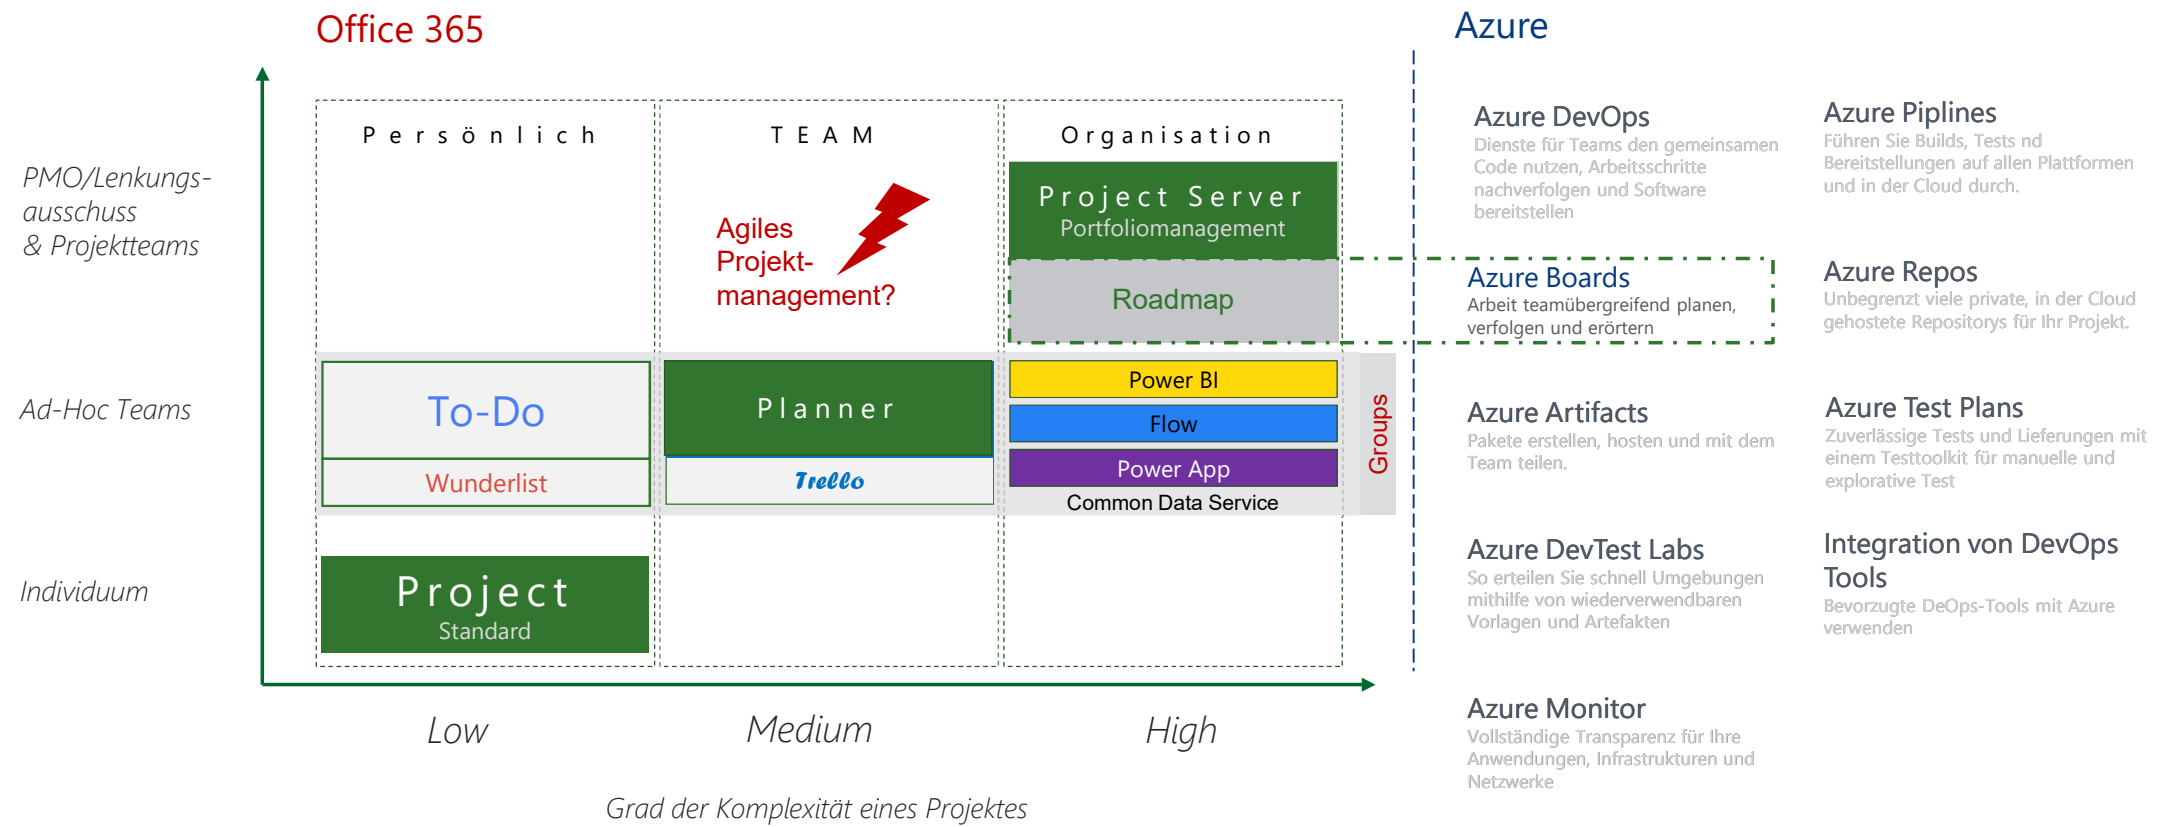 Office 365
Azure
PMO/Lenkungs-
ausschuss
& Projektteams
Ad-Hoc Teams
Individuum
Persönlich
TEAM
Organisation
Agiles
Projekt-
management?
Project Server
Portfoliomanagement
Roadmap
To-Do
Wunderlist
Planner
Trello
Power BI
Flow
Power App
Common Data Service
Groups
Project
Standard
Low
Medium
High
Grad der Komplexität eines Projektes
Azure DevOps
Dienste für Teams den gemeinsamen
Code nutzen, Arbeitsschritte
nachverfolgen und Software
bereitstellen
Azure Boards
Arbeit teamübergreifend planen,
verfolgen und erörtern
Azure Artifacts
Pakete erstellen, hosten und mit dem
Team teilen.
Azure DevTest Labs
So erteilen Sie schnell Umgebungen
mithilfe von wiederverwendbaren
Vorlagen und Artefakten
Azure Monitor
Vollständige Transparenz für Ihre
Anwendungen, Infrastrukturen und
Netzwerke
Azure Piplines
Führen Sie Builds, Tests nd
Bereitstellungen auf allen Plattformen
und in der Cloud durch.
Azure Repos
Unbegrenzt viele private, in der Cloud
gehostete Repositorys für Ihr Projekt.
Azure Test Plans
Zuverlässige Tests und Lieferungen mit
einem Testtoolkit für manuelle und
explorative Test
Integration von DevOps
Tools
Bevorzugte DeOps-Tools mit Azure
verwenden